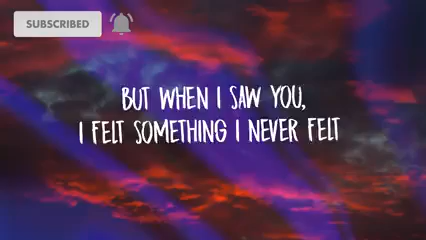 SUBSCRIBED
BUT WHEN I SAW YOU,
I FELT SOMETHING I NEVER FELT